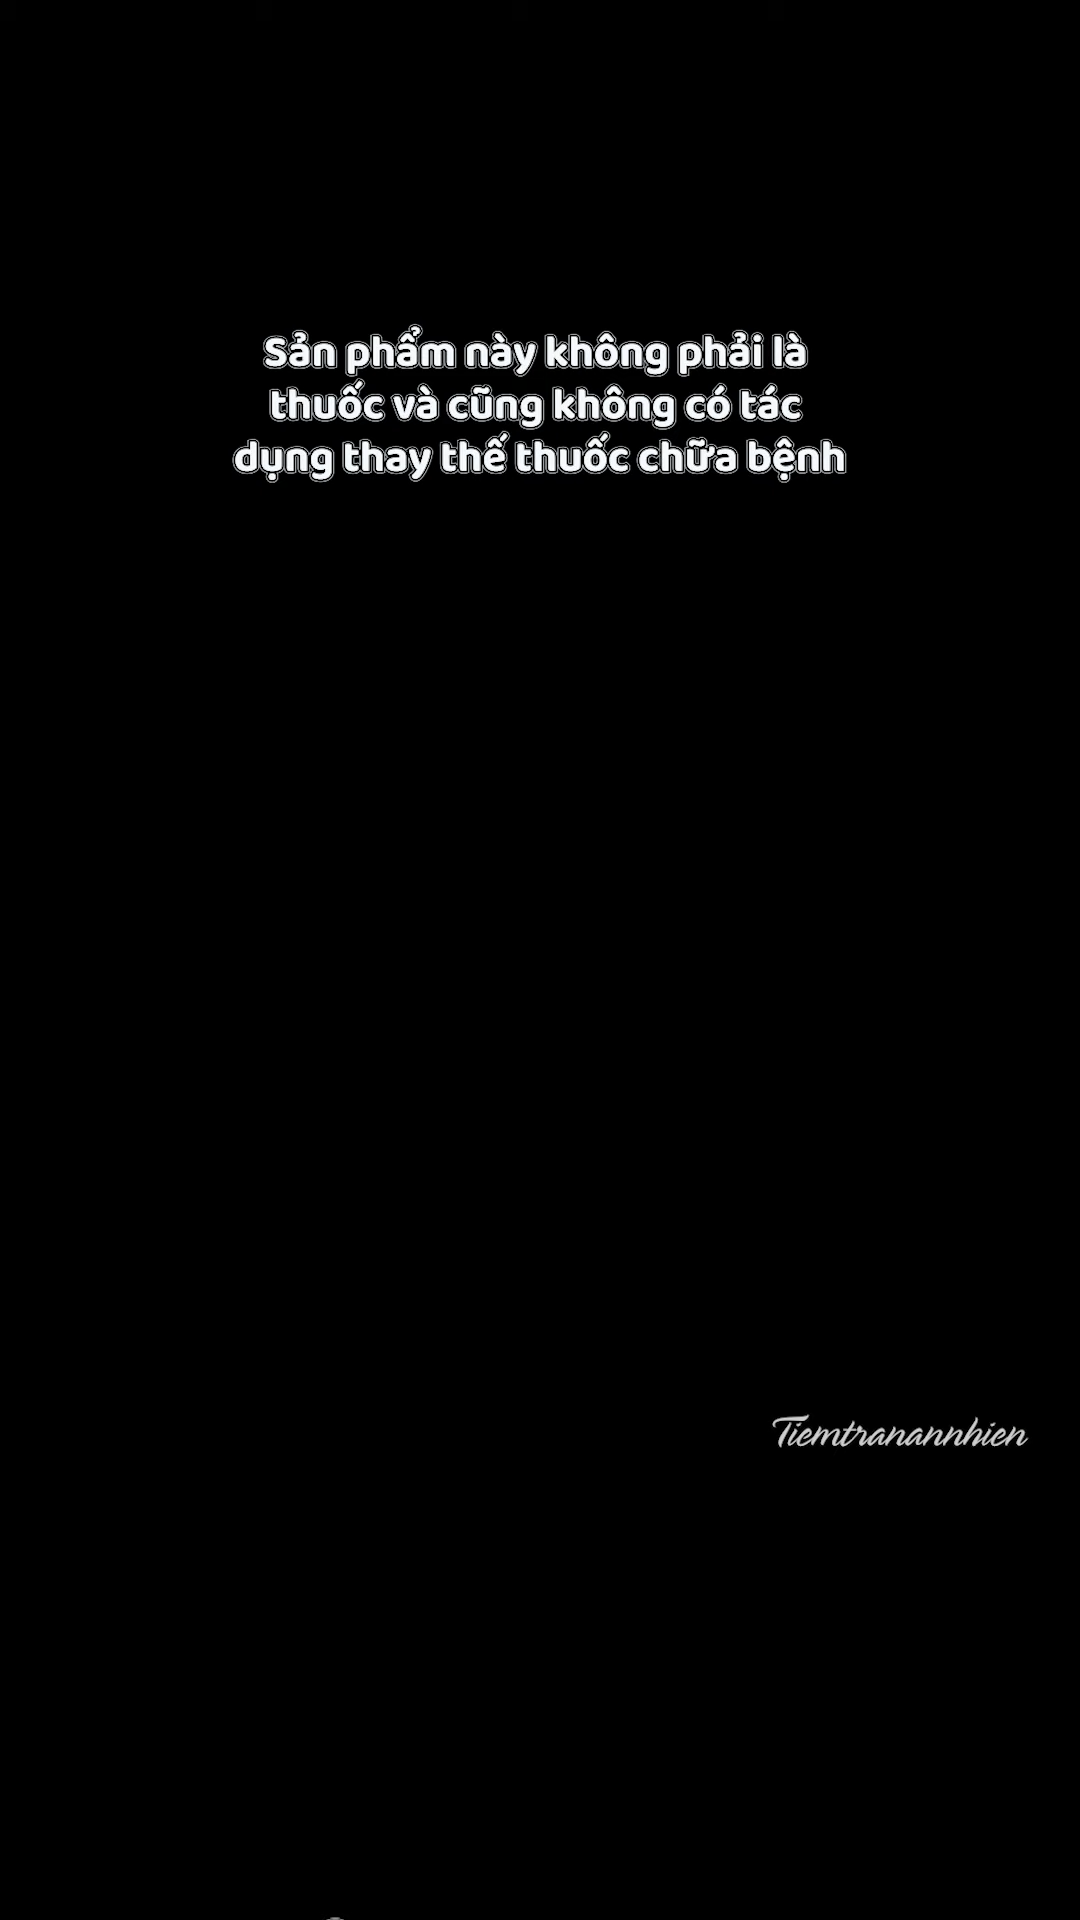 Sản phẩm này không phải là
thuốc và cũng không có tác
dụng thay thế thuốc chữa bệnh
Tiemtranannhien